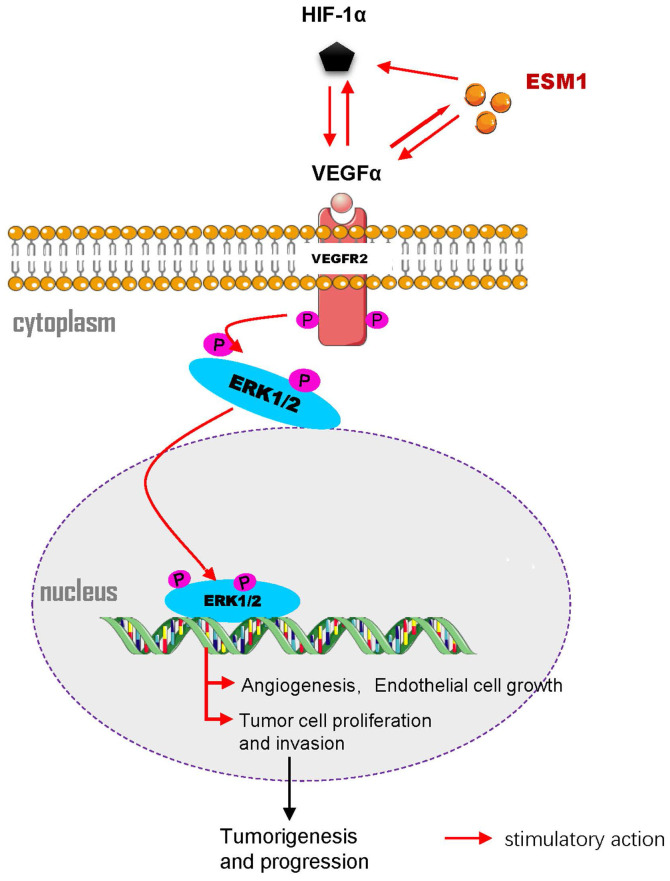 HIF-1α
ESM1
VEGFα
VEGFR2
cytoplasm
P
P
P
P
ERK1/2
nucleus
P
P
ERK1/2
Angiogenesis, Endothelial cell growth
Tumor cell proliferation
and invasion
Tumorigenesis
and progression
stimulatory action